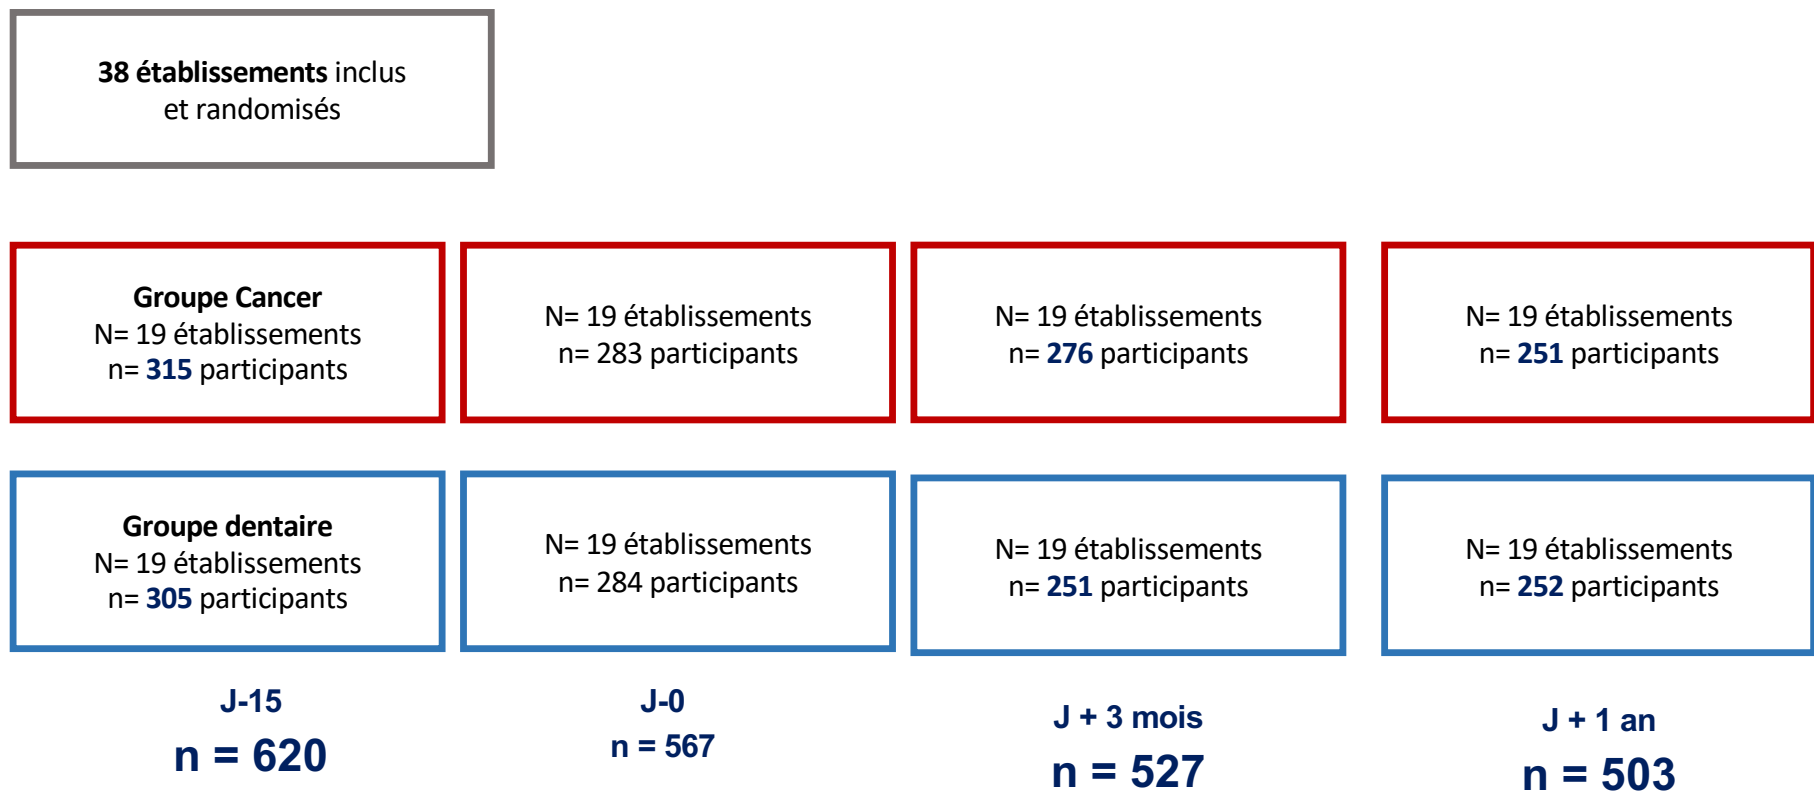 38 établissements inclus
et randomisés
Groupe Cancer
N= 19 établissements
n= 315 participants
N= 19 établissements
n= 283 participants
N= 19 établissements
n= 276 participants
N= 19 établissements
n= 251 participants
Groupe dentaire
N= 19 établissements
n= 305 participants
N= 19 établissements
n= 284 participants
N= 19 établissements
n= 251 participants
N= 19 établissements
n= 252 participants
J-15
n = 620
J-0
n = 567
J + 3 mois
n = 527
J + 1 an
n = 503